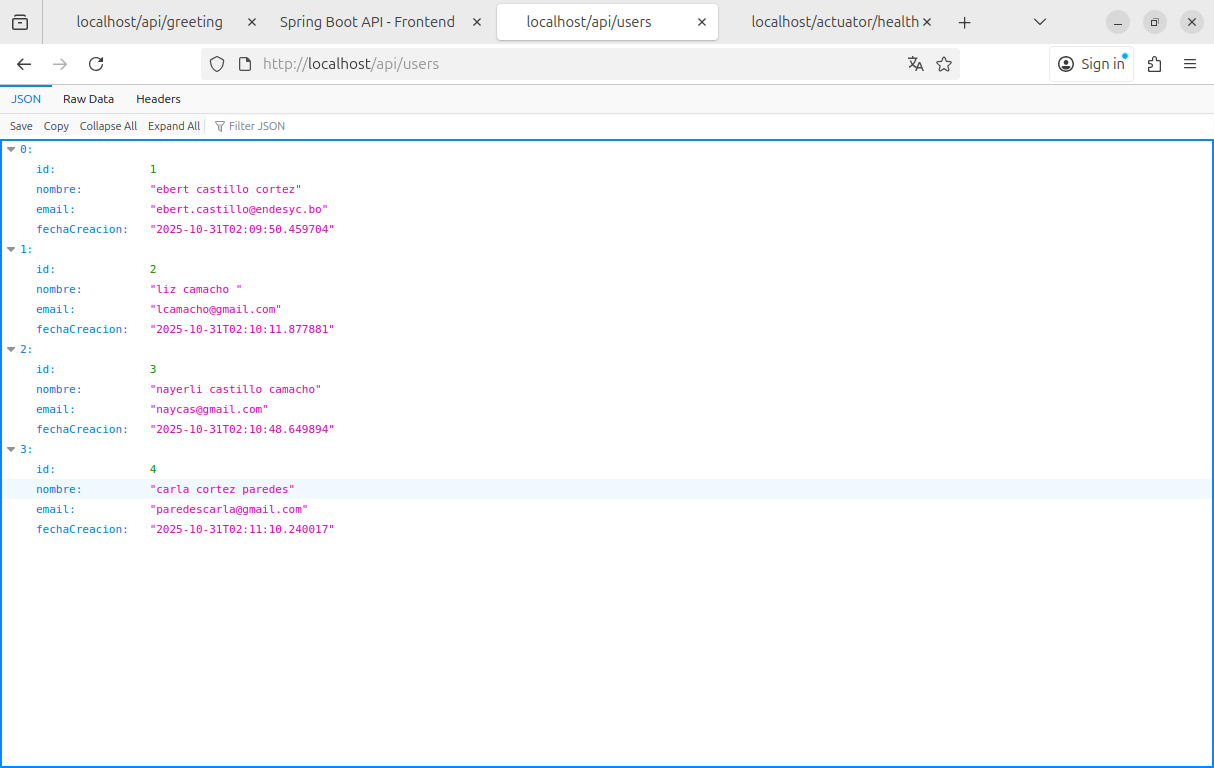 localhost/api/greeting
Spring Boot API - Frontend
localhost/api/users
localhost/actuator/health
http://localhost/api/users
Sign in
JSON Raw Data Headers
Save Copy Collapse All Expand All Filter JSON
0:
id: 1
nombre: "ebert castillo cortez"
email: "ebert.castillo@endesyc.bo"
fechaCreacion: "2025-10-31T02:09:50.459704"
1:
id: 2
nombre: "liz camacho "
email: "lcamacho@gmail.com"
fechaCreacion: "2025-10-31T02:10:11.877881"
2:
id: 3
nombre: "nayerli castillo camacho"
email: "naycas@gmail.com"
fechaCreacion: "2025-10-31T02:10:48.649894"
3:
id: 4
nombre: "carla cortez paredes"
email: "paredescarla@gmail.com"
fechaCreacion: "2025-10-31T02:11:10.240017"